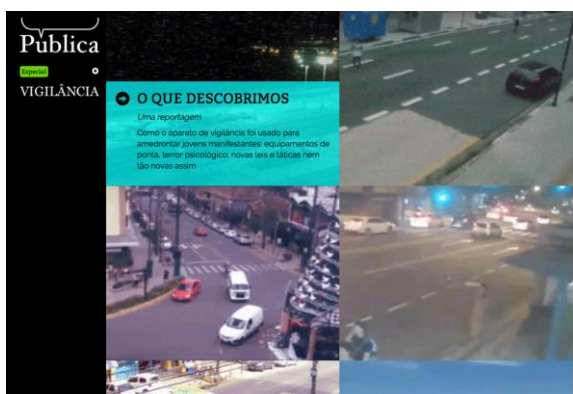 Pública
Especial
VIGILÂNCIA
O QUE DESCOBRIMOS
Uma reportagem
Como o aparato de vigilância foi usado para
amedrontar jovens manifestantes: equipamentos de
ponta, terror psicológico, novas leis e táticas nem
tão novas assim